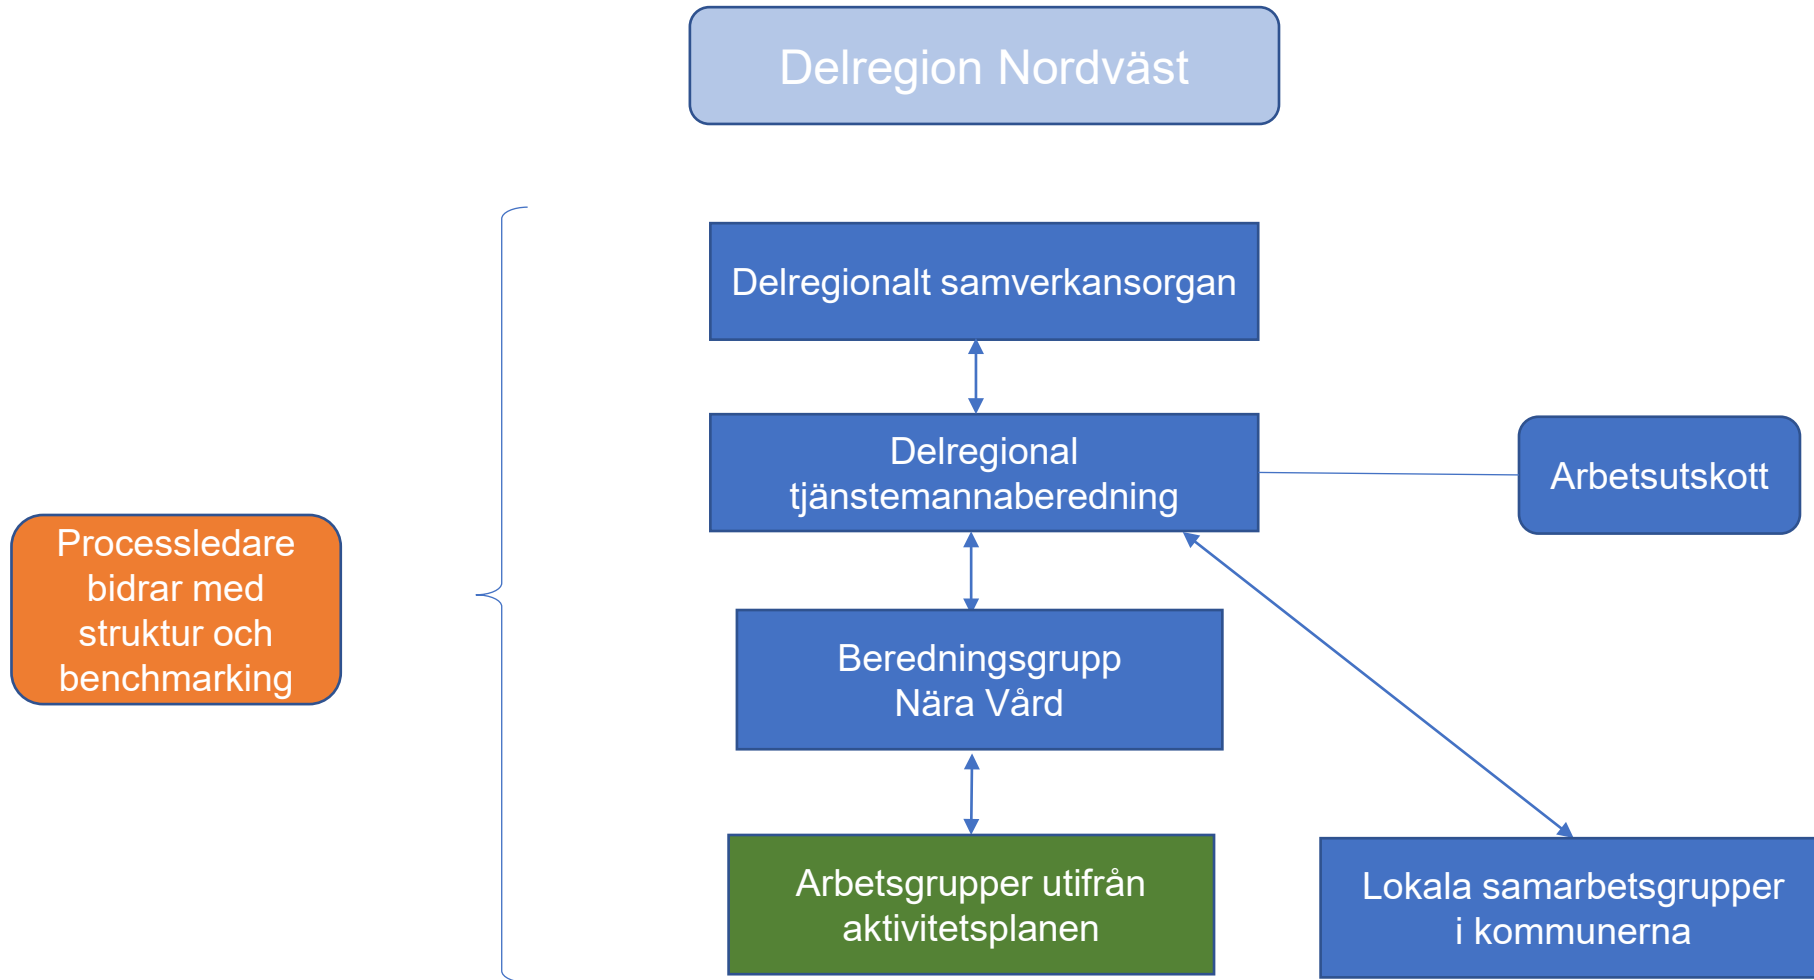 Delregion Nordväst
Delregionalt samverkansorgan
Delregional
tjänstemannaberedning
Arbetsutskott
Processledare
bidrar med
struktur och
benchmarking
Beredningsgrupp
Nära Vård
Arbetsgrupper utifrån
aktivitetsplanen
Lokala samarbetsgrupper
i kommunerna